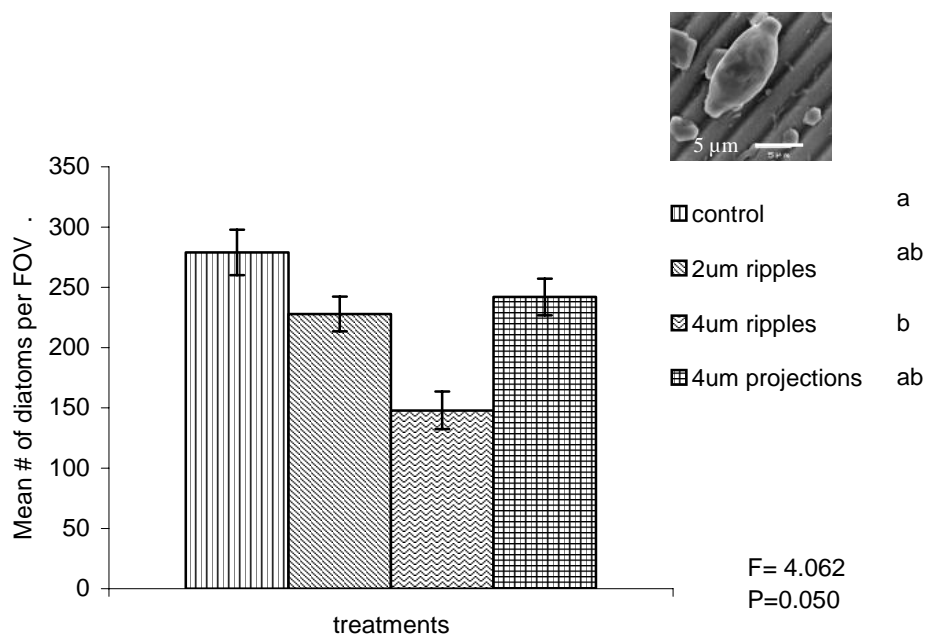 5 µm
5µm
350
300
250
200
150
100
50
0
Mean # of diatoms per FOV .
treatments
control a
2um ripples ab
4um ripples b
4um projections ab
F= 4.062
P=0.050